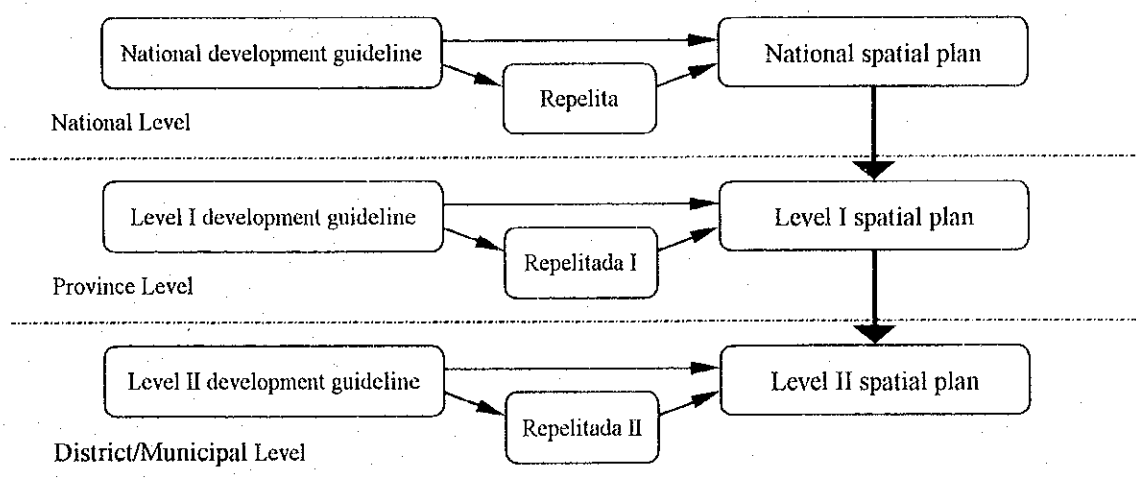 National development guideline
National spatial plan
Repelita
National Level
Level I development guideline
Level I spatial plan
Repelitada I
Province Level
Level II development guideline
Level II spatial plan
Repelitada II
District/Municipal Level